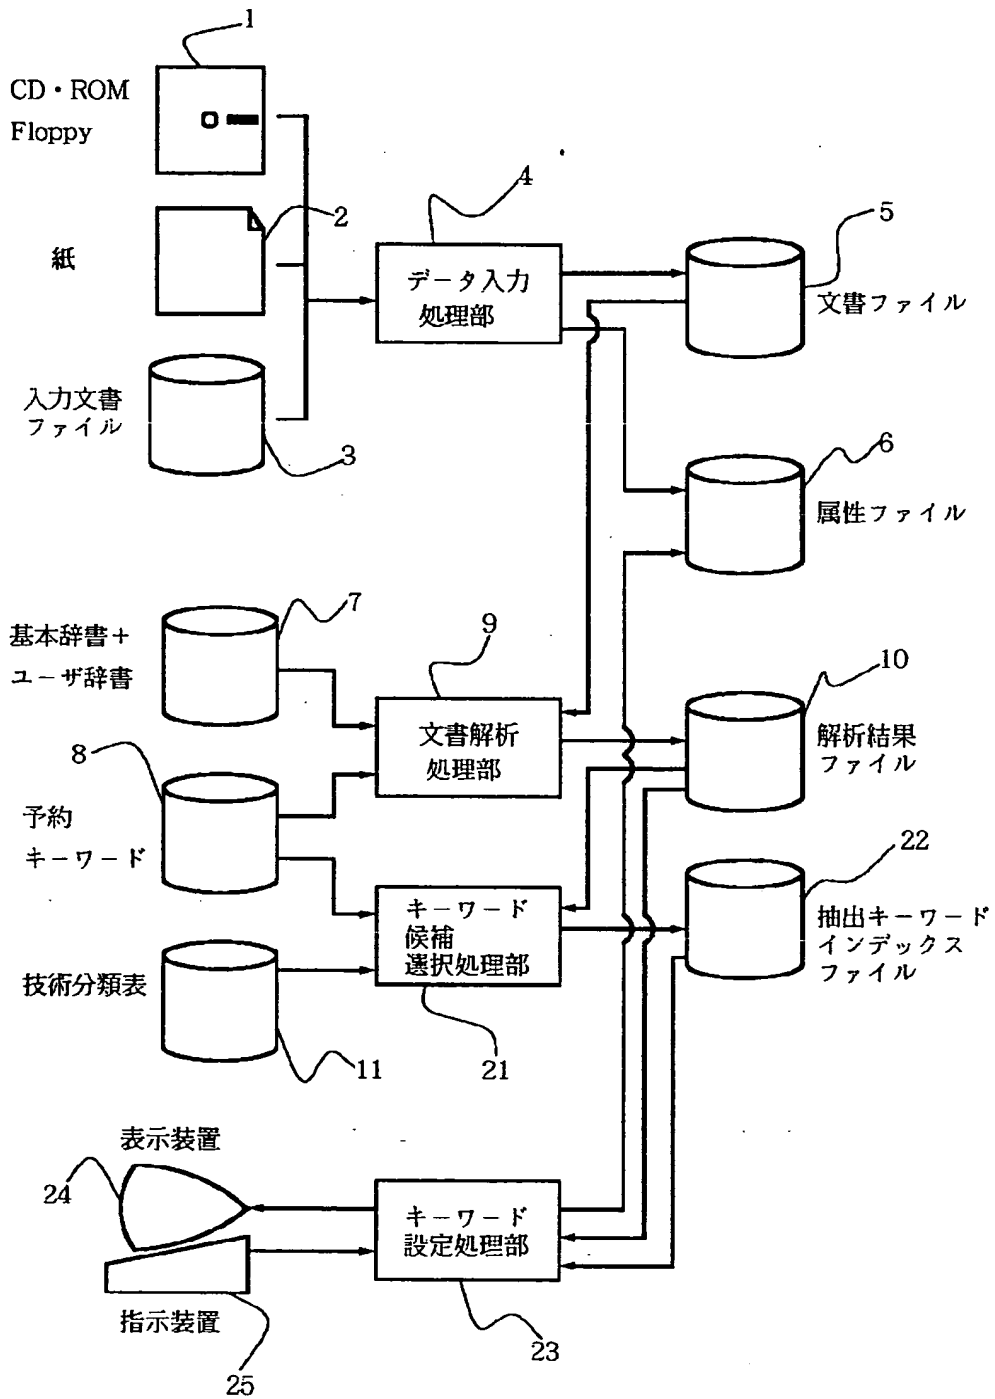 1
CD・ROM
Floppy
2
紙
入力文書
ファイル
3
4
データ入力
処理部
5
文書ファイル
6
属性ファイル
7
基本辞書＋
ユーザ辞書
8
予約
キーワード
9
文書解析
処理部
10
解析結果
ファイル
キーワード
候補
選択処理部
21
22
抽出キーワード
インデックス
ファイル
技術分類表
11
表示装置
24
キーワード
設定処理部
23
指示装置
25